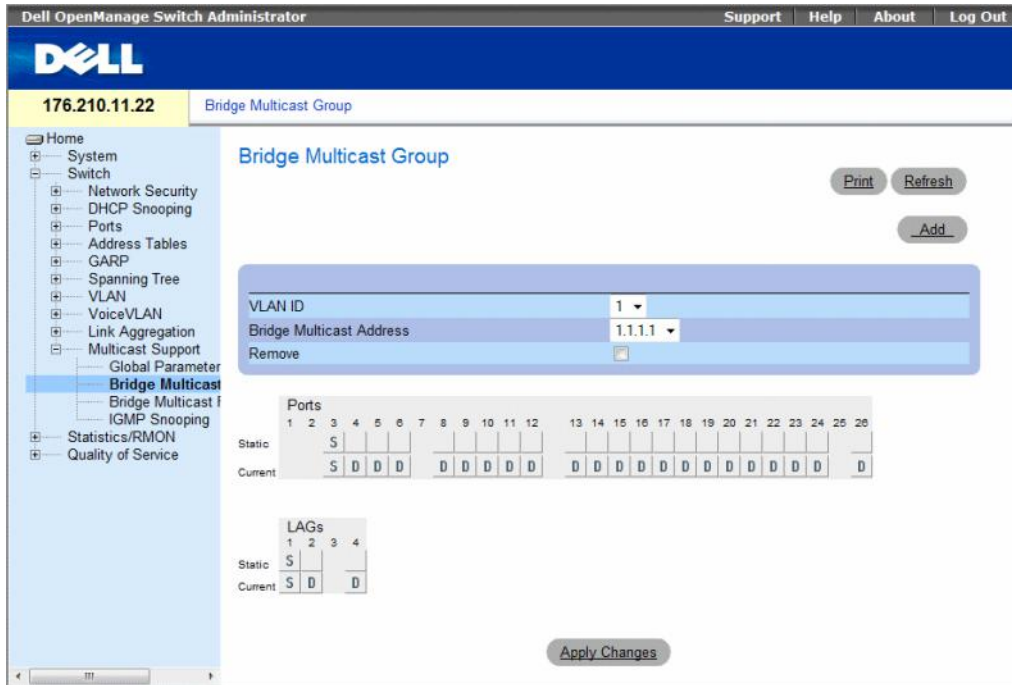 Dell OpenManage Switch Administrator Support Help About Log Out
DELL
176.210.11.22 Bridge Multicast Group
Home
System
Switch
Network Security
DHCP Snooping
Ports
Address Tables
GARP
Spanning Tree
VLAN
VoiceVLAN
Link Aggregation
Multicast Support
Global Parameter
Bridge Multicast
Bridge Multicast F
IGMP Snooping
Statistics/RMON
Quality of Service
Bridge Multicast Group
Print Refresh
Add
VLAN ID 1
Bridge Multicast Address 1.1.1.1
Remove
Ports
1 2 3 4 5 6 7 8 9 10 11 12 13 14 15 16 17 18 19 20 21 22 23 24 25 26
Static S
Current S D D D D D D D D D D D D D D D D D D D D D
LAGs
1 2 3 4
Static S
Current S D D
Apply Changes